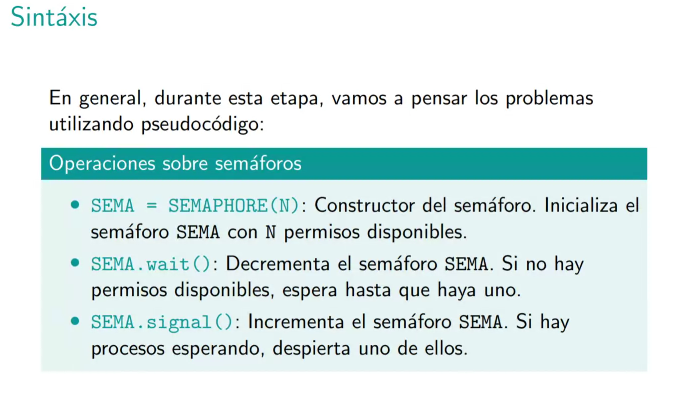 Sintáxis
En general, durante esta etapa, vamos a pensar los problemas
utilizando pseudocódigo:
Operaciones sobre semáforos
• SEMA = SEMAPHORE(N): Constructor del semáforo. Inicializa el
semáforo SEMA con N permisos disponibles.
• SEMA.wait(): Decrementa el semáforo SEMA. Si no hay
permisos disponibles, espera hasta que haya uno.
• SEMA.signal(): Incrementa el semáforo SEMA. Si hay
procesos esperando, despierta uno de ellos.